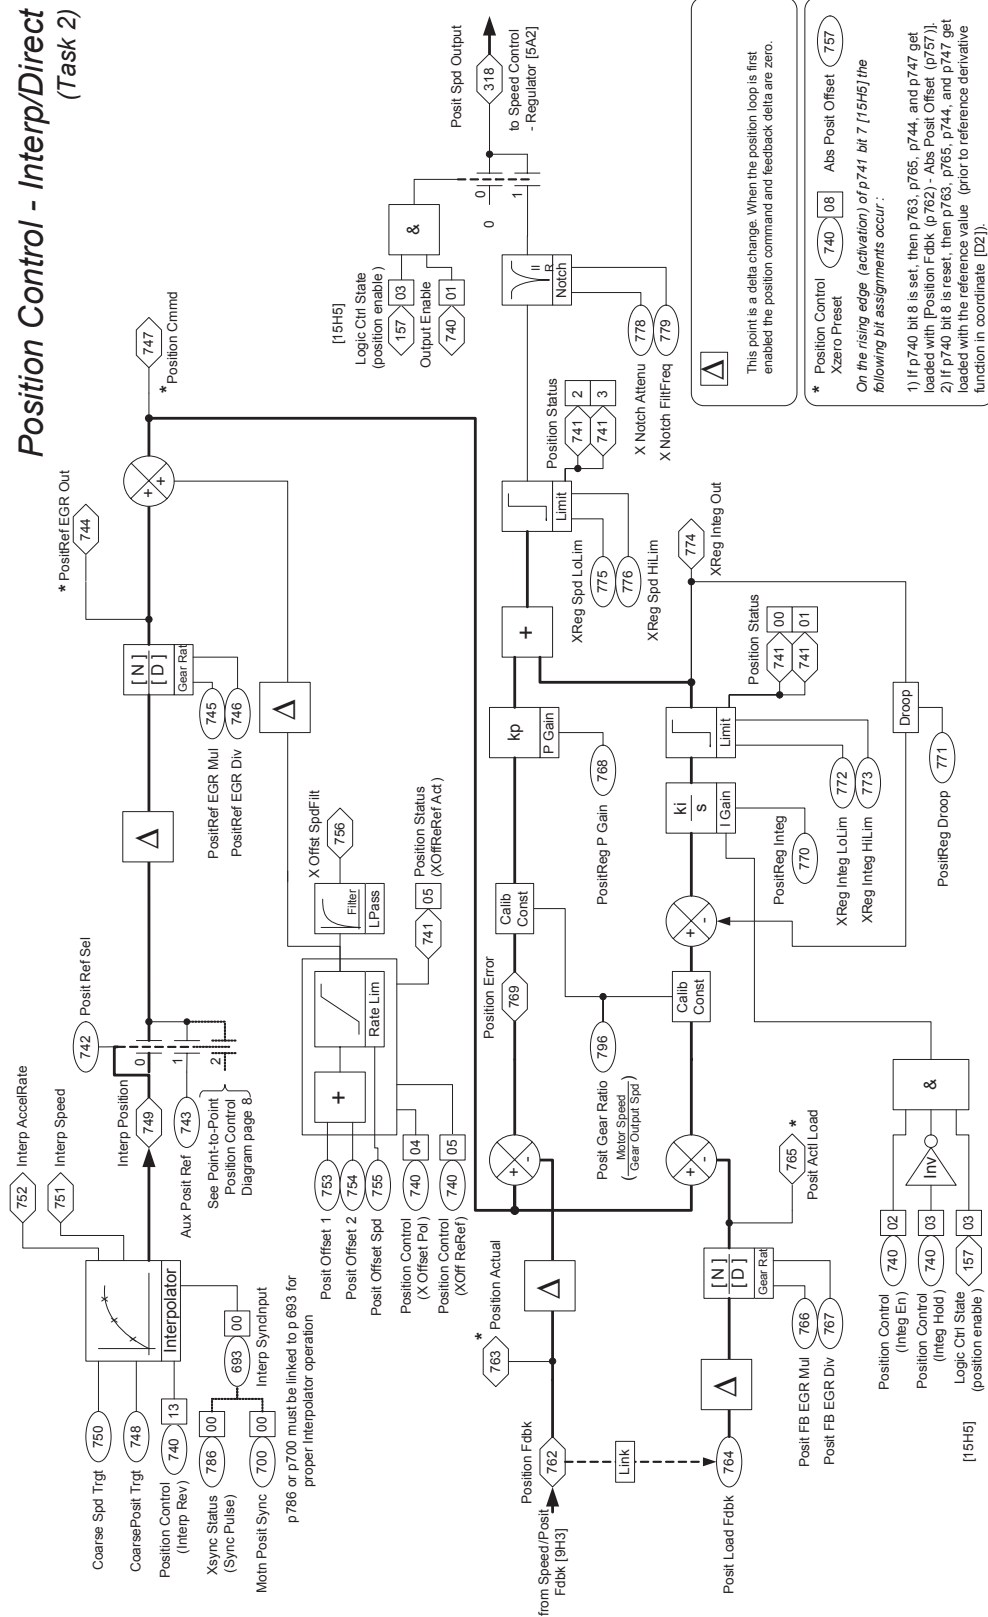 Position Control - Interp/Direct
(Task 2)
752
Interp AccelRate
751
Interp Speed
Coarse Spd Trgt
750
CoarsePosit Trgt
748
Position Control
(Interp Rev)
740
13
Interpolator
Xsync Status
(Sync Pulse)
786
00
Motn Posit Sync
700
00
693
00
Interp SyncInput
p786 or p700 must be linked to p 693 for
proper Interpolator operation
Interp Position
749
742
Posit Ref Sel
0
1
2
Aux Posit Ref
743
See Point-to-Point
Position Control
Diagram page 8
Δ
[ N ]
[ D ]
Gear Rat
PositRef EGR Mul
745
PositRef EGR Div
746
* PositRef EGR Out
744
+
+
747
* Position Cmmd
Δ
X Offst SpdFilt
756
Filter
LPass
Rate Lim
+
Posit Offset 1
753
Posit Offset 2
754
Posit Offset Spd
755
Position Control
( X Offset Pol )
740
04
Position Control
(XOff ReRef)
740
05
741
05
Position Status
(XOffReRef Act)
[15H5]
Logic Ctrl State
(position enable )
157
03
Output Enable
740
01
&
0
0
1
Posit Spd Output
318
to Speed Control
- Regulator [5A2]
from Speed/Posit
Fdbk [9H3]
Position Fdbk
762
*
763
Position Actual
Δ
+
-
Position Error
769
Calib
Const
kp
P Gain
PositReg P Gain
768
+
Limit
XReg Spd LoLim
775
XReg Spd HiLim
776
Position Status
741
2
741
3
Notch
II
R
X Notch Attenu
778
X Notch FiltFreq
779
Posit Gear Ratio
( Motor Speed
Gear Output Spd )
796
Link
Posit Load Fdbk
764
Δ
[ N ]
[ D ]
Gear Rat
Posit FB EGR Mul
766
Posit FB EGR Div
767
765
*
Posit Actl Load
+
-
Calib
Const
+
-
ki
s
I Gain
PositReg Integ
770
Limit
XReg Integ LoLim
772
XReg Integ HiLim
773
Position Status
741
00
741
01
774
XReg Integ Out
Droop
PositReg Droop
771
Position Control
(Integ En)
740
02
Position Control
(Integ Hold)
740
03
Inv
Logic Ctrl State
(position enable )
157
03
&
[15H5]
Δ
This point is a delta change. When the position loop is first
enabled the position command and feedback delta are zero.
* Position Control
Xzero Preset
740
08
Abs Posit Offset
757
On the rising edge (activation) of p741 bit 7 [15H5] the
following bit assignments occur :
1) If p740 bit 8 is set, then p763, p765, p744, and p747 get
loaded with [Position Fdbk (p762) - Abs Posit Offset (p757)].
2) If p740 bit 8 is reset, then p763, p765, p744, and p747 get
loaded with the reference value (prior to reference derivative
function in coordinate [D2]).